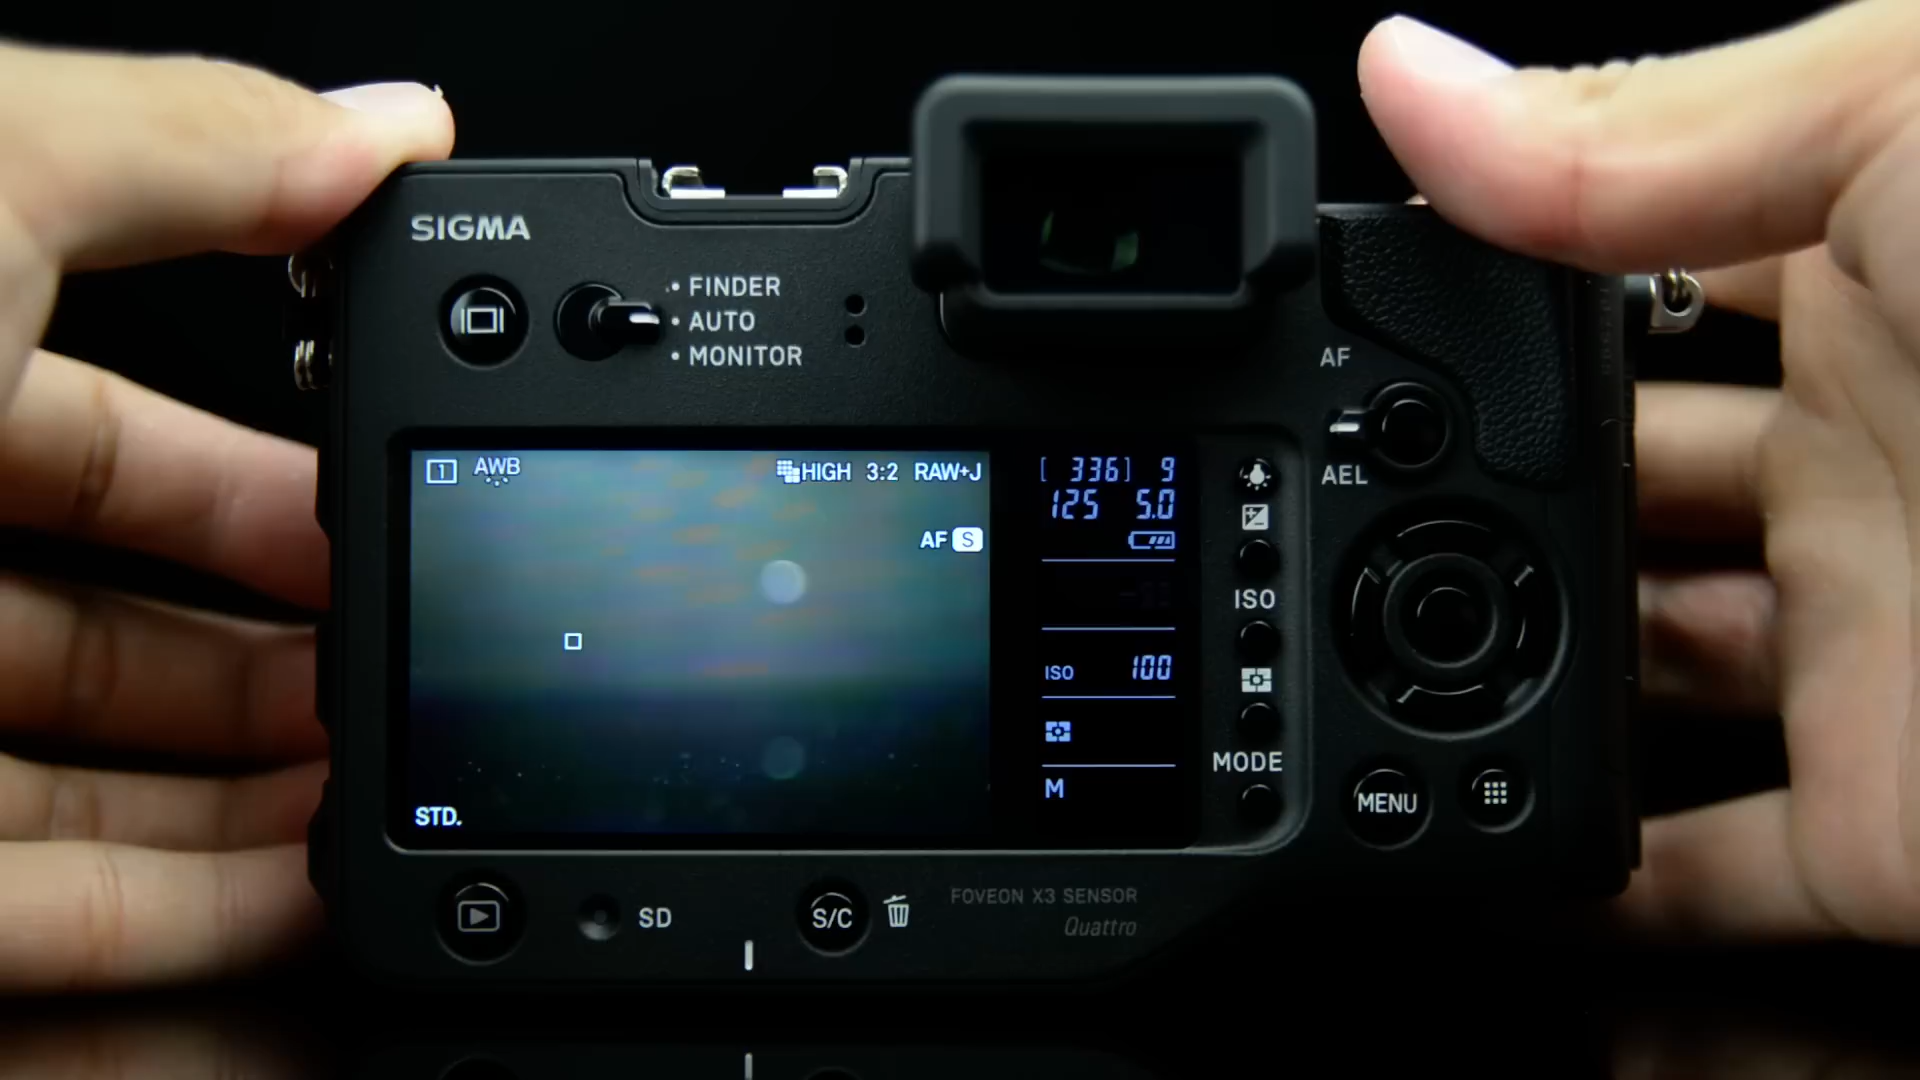 SIGMA
• FINDER
• AUTO
• MONITOR
AF
AEL
1 AWB HIGH 3:2 RAW+J
AF S
STD.
[ 336] 9
125 5.0
ISO 100
M
ISO
MODE
MENU
SD
S/C
FOVEON X3 SENSOR
Quattro